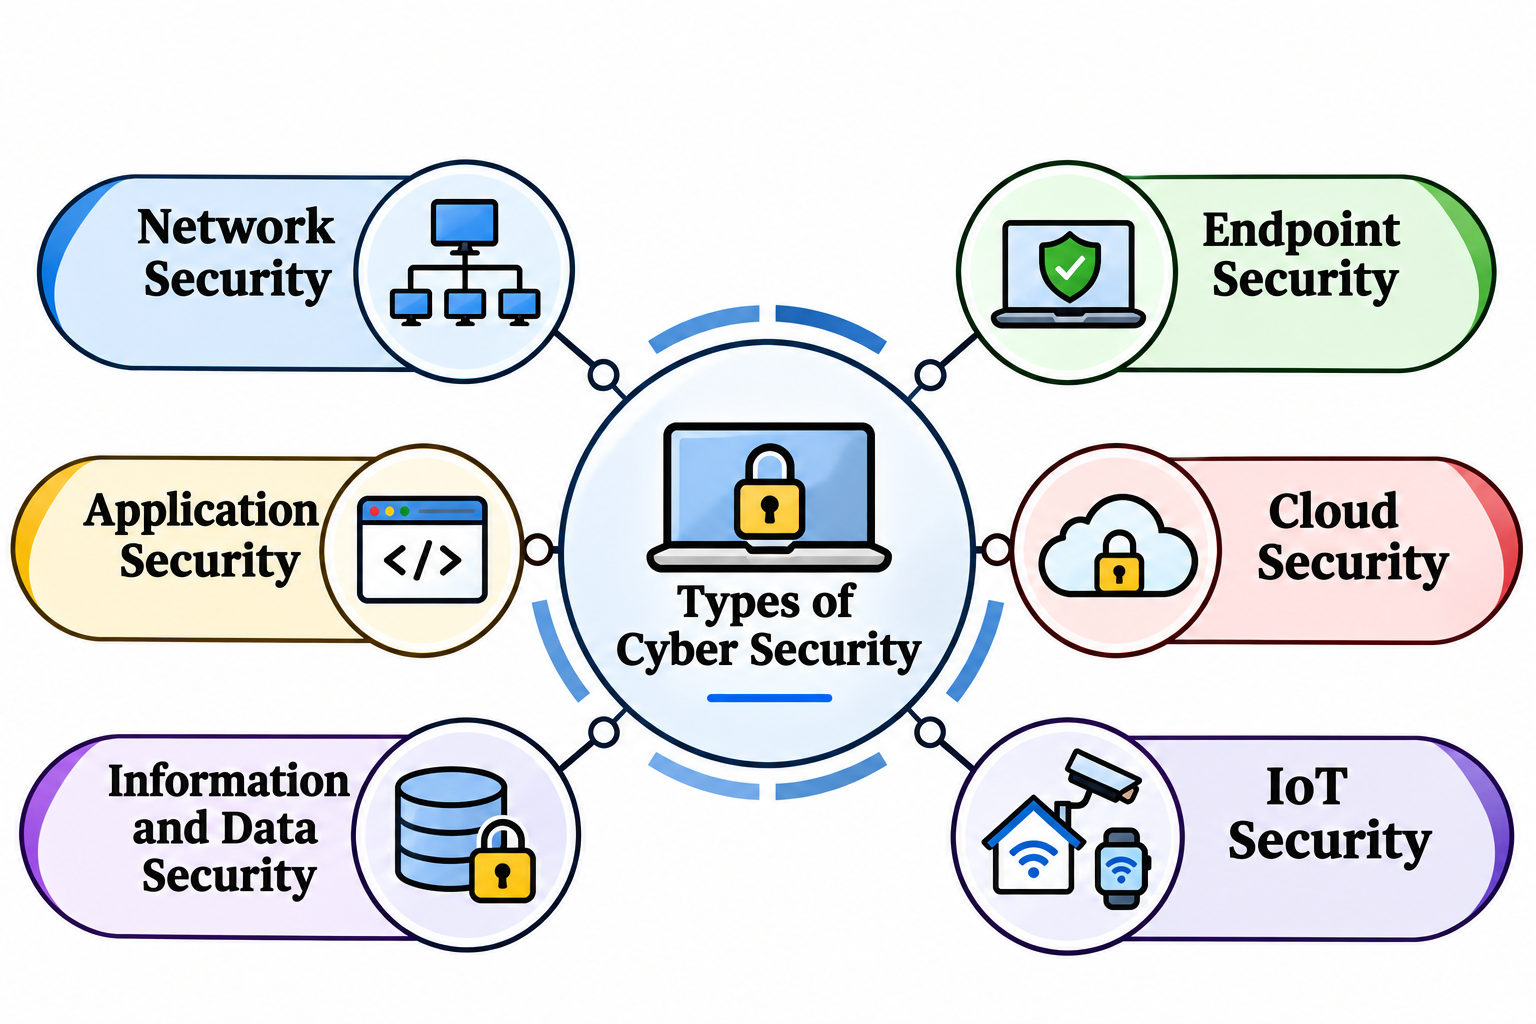 Network
Security
Endpoint
Security
Application
Security
</>
Cloud
Security
Types of
Cyber Security
Information
and Data
Security
IoT
Security